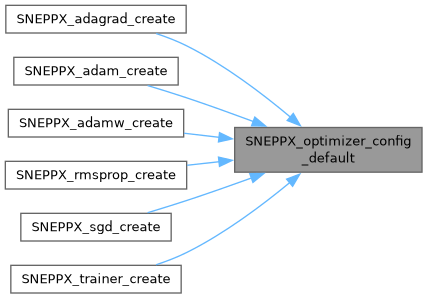 SNEPPX_adagrad_create
SNEPPX_adam_create
SNEPPX_adamw_create
SNEPPX_optimizer_config
_default
SNEPPX_rmsprop_create
SNEPPX_sgd_create
SNEPPX_trainer_create